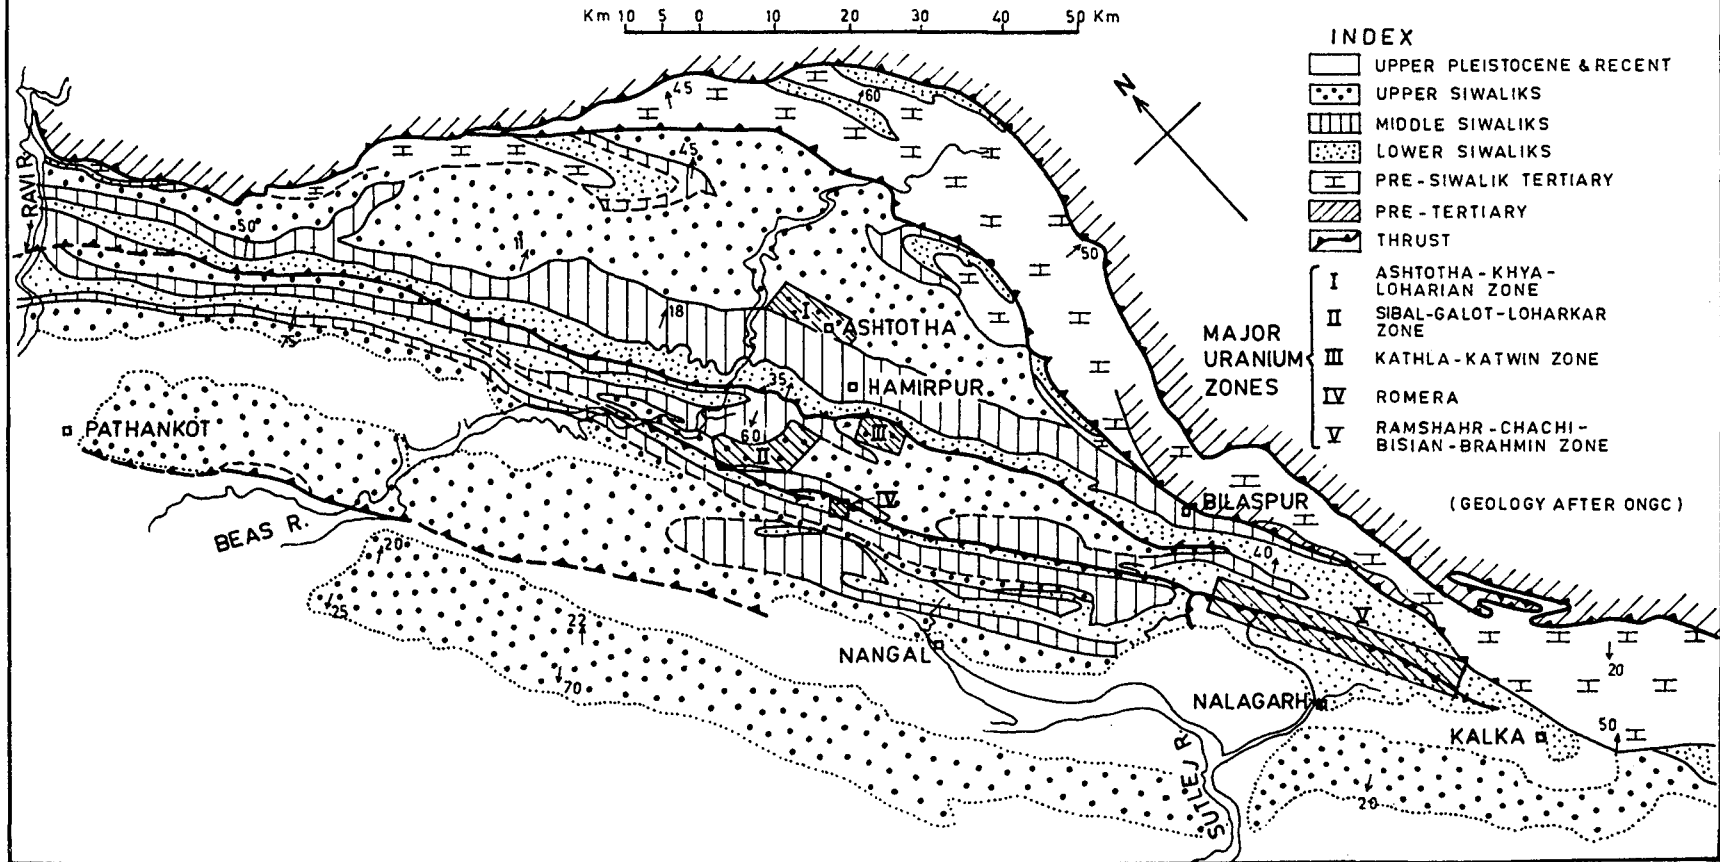 Km 10 5 0 10 20 30 40 50 Km
INDEX
UPPER PLEISTOCENE & RECENT
UPPER SIWALIKS
MIDDLE SIWALIKS
LOWER SIWALIKS
PRE-SIWALIK TERTIARY
PRE-TERTIARY
THRUST
MAJOR
URANIUM
ZONES
I ASHTOTHA-KHYA-
LOHARIAN ZONE
II SIBAL-GALOT-LOHARKAR
ZONE
III KATHLA-KATWIN ZONE
IV ROMERA
V RAMSHAHR-CHACHI-
BISIAN-BRAHMIN ZONE
(GEOLOGY AFTER ONGC)
N
RAVI R.
45
60
45
50
11
50
18
I
ASHTOTHA
75
35
HAMIRPUR
PATHANKOT
60
II
III
IV
BILASPUR
BEAS R.
20
40
25
22
V
NANGAL
70
20
NALAGARH
KALKA
50
SUTLEJ R.
20